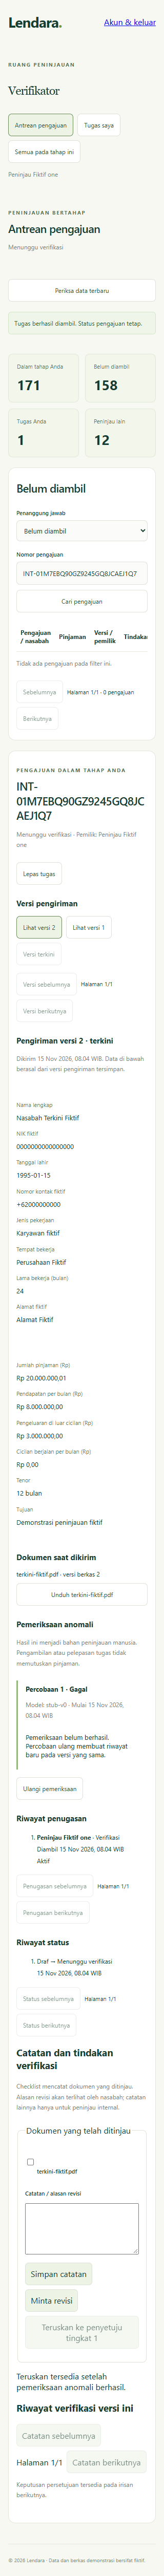 Lendara.
Akun & keluar
RUANG PENINJAUAN
Verifikator
Antrean pengajuan
Tugas saya
Semua pada tahap ini
Peninjau Fiktif one
PENINJAUAN BERTAHAP
Antrean pengajuan
Menunggu verifikasi
Periksa data terbaru
Tugas berhasil diambil. Status pengajuan tetap.
Dalam tahap Anda
171
Belum diambil
158
Tugas Anda
1
Peninjau lain
12
Belum diambil
Penanggung jawab
Belum diambil
Nomor pengajuan
INT-01M7EBQ90GZ9245GQ8JCAEJ1Q7
Cari pengajuan
Pengajuan / nasabah
Pinjaman
Versi / pemilik
Tindakan
Tidak ada pengajuan pada filter ini.
Sebelumnya
Halaman 1/1 · 0 pengajuan
Berikutnya
PENGAJUAN DALAM TAHAP ANDA
INT-
01M7EBQ90GZ9245GQ8JC
AEJ1Q7
Menunggu verifikasi · Pemilik: Peninjau Fiktif
one
Lepas tugas
Versi pengiriman
Lihat versi 2
Lihat versi 1
Versi terkini
Versi sebelumnya
Halaman 1/1
Versi berikutnya
Pengiriman versi 2 · terkini
Dikirim 15 Nov 2026, 08.04 WIB. Data di bawah
berasal dari versi pengiriman tersimpan.
Nama lengkap
Nasabah Terkini Fiktif
NIK fiktif
0000000000000000
Tanggal lahir
1995-01-15
Nomor kontak fiktif
+62000000000
Jenis pekerjaan
Karyawan fiktif
Tempat bekerja
Perusahaan Fiktif
Lama bekerja (bulan)
24
Alamat fiktif
Alamat Fiktif
Jumlah pinjaman (Rp)
Rp 20.000.000,01
Pendapatan per bulan (Rp)
Rp 8.000.000,00
Pengeluaran di luar cicilan (Rp)
Rp 3.000.000,00
Cicilan berjalan per bulan (Rp)
Rp 0,00
Tenor
12 bulan
Tujuan
Demonstrasi peninjauan fiktif
Dokumen saat dikirim
terkini-fiktif.pdf · versi berkas 2
Unduh terkini-fiktif.pdf
Pemeriksaan anomali
Hasil ini menjadi bahan peninjauan manusia.
Pengambilan atau pelepasan tugas tidak
memutuskan pinjaman.
Percobaan 1 · Gagal
Model: stub-v0 · Mulai 15 Nov 2026,
08.04 WIB
Pemeriksaan belum berhasil.
Percobaan ulang membuat riwayat
baru pada versi yang sama.
Ulangi pemeriksaan
Riwayat penugasan
1. Peninjau Fiktif one · Verifikasi
Diambil 15 Nov 2026, 08.04 WIB
Aktif
Penugasan sebelumnya
Halaman 1/1
Penugasan berikutnya
Riwayat status
1. Draf → Menunggu verifikasi
15 Nov 2026, 08.04 WIB
Status sebelumnya
Halaman 1/1
Status berikutnya
Catatan dan tindakan
verifikasi
Checklist mencatat dokumen yang ditinjau.
Alasan revisi akan terlihat oleh nasabah; catatan
lainnya hanya untuk peninjau internal.
Dokumen yang telah ditinjau
terkini-fiktif.pdf
Catatan / alasan revisi
Simpan catatan
Minta revisi
Teruskan ke penyetuju
tingkat 1
Teruskan tersedia setelah
pemeriksaan anomali berhasil.
Riwayat verifikasi versi ini
Catatan sebelumnya
Halaman 1/1
Catatan berikutnya
Keputusan persetujuan tersedia pada irisan
berikutnya.
© 2026 Lendara · Data dan berkas demonstrasi bersifat fiktif.